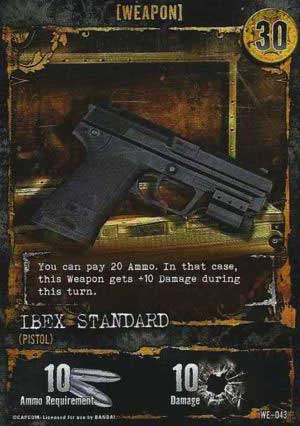 [WEAPON]
30
You can pay 20 Ammo. In that case,
this Weapon gets +10 Damage during
this turn.
IBEX STANDARD
(PISTOL)
10
Ammo Requirement
10
Damage
©CAPCOM. Licensed for use by BANDAI.
WE-043